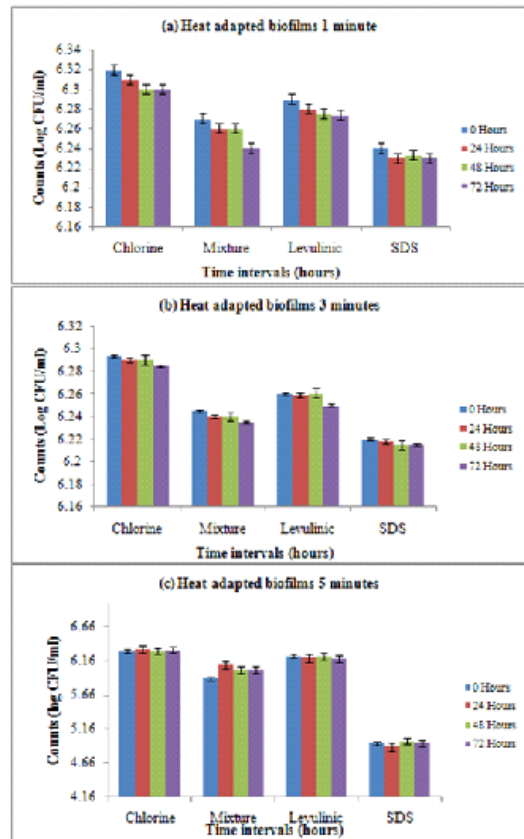 (a) Heat adapted biofilms 1 minute
6.34
6.32
6.3
6.28
6.26
6.24
6.22
6.2
6.18
6.16
Counts (Log CFU/ml)
Chlorine Mixture Levulinic SDS
Time intervals (hours)
0 Hours
24 Hours
48 Hours
72 Hours
(b) Heat adapted biofilms 3 minutes
6.32
6.3
6.28
6.26
6.24
6.22
6.2
6.18
6.16
Counts (Log CFU/ml)
Chlorine Mixture Levulinic SDS
Time intervals (hours)
0 Hours
24 Hours
48 Hours
72 Hours
(c) Heat adapted biofilms 5 minutes
6.66
6.16
5.66
5.16
4.66
4.16
Counts (log CFU/ml)
Chlorine Mixture Levulinic SDS
Time intervals (hours)
0 Hours
24 Hours
48 Hours
72 Hours